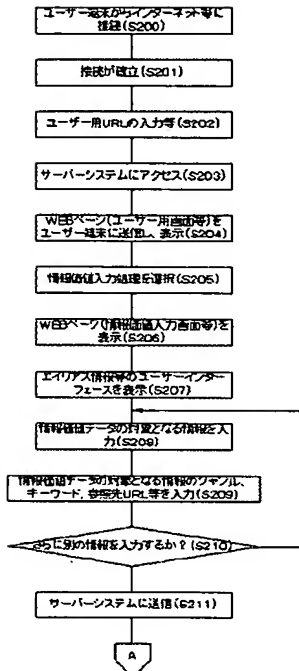 ユーザー端末からインターネット等に
接続(S200)
接続が確立(S201)
ユーザー用URLの入力等(S202)
サーバーシステムにアクセス(S203)
WEBページ(ユーザー用画面等)を
ユーザー端末に送信し、表示(S204)
情報価値入力処理を選択(S205)
WEBページ(情報価値入力画面等)を
表示(S206)
エイリアス情報等のユーザーインター
フェースを表示(S207)
情報価値データの対象となる情報を入
力(S208)
情報価値データの対象となる情報のジャンル、
キーワード、参照先URL等を入力(S209)
さらに別の情報を入力するか?(S210)
サーバーシステムに送信(S211)
A